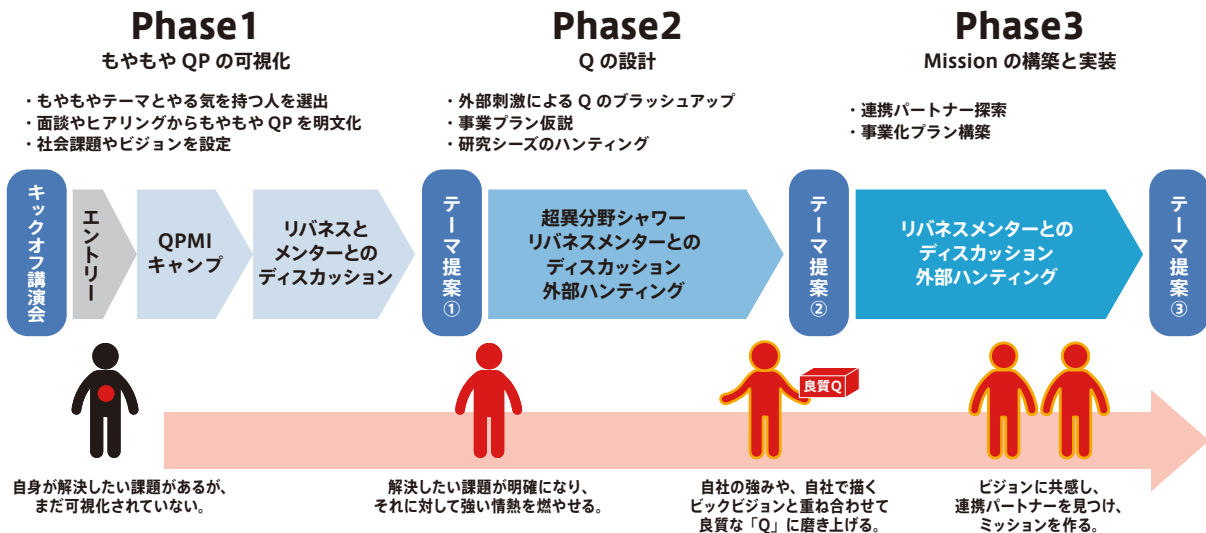 Phase1
もやもや QP の可視化
・もやもやテーマとやる気を持つ人を選出
・面談やヒアリングからもやもや QP を明文化
・社会課題やビジョンを設定
Phase2
Q の設計
・外部刺激による Q のブラッシュアップ
・事業プラン仮説
・研究シーズのハンティング
Phase3
Mission の構築と実装
・連携パートナー探索
・事業化プラン構築
キックオフ講演会
エントリー
QPMI
キャンプ
リバネスと
メンターとの
ディスカッション
テーマ提案①
超異分野シャワー
リバネスメンターとの
ディスカッション
外部ハンティング
テーマ提案②
リバネスメンターとの
ディスカッション
外部ハンティング
テーマ提案③
良質Q
自身が解決したい課題があるが、
まだ可視化されていない。
解決したい課題が明確になり、
それに対して強い情熱を燃やせる。
自社の強みや、自社で描く
ビックビジョンと重ね合わせて
良質な「Q」に磨き上げる。
ビジョンに共感し、
連携パートナーを見つけ、
ミッションを作る。